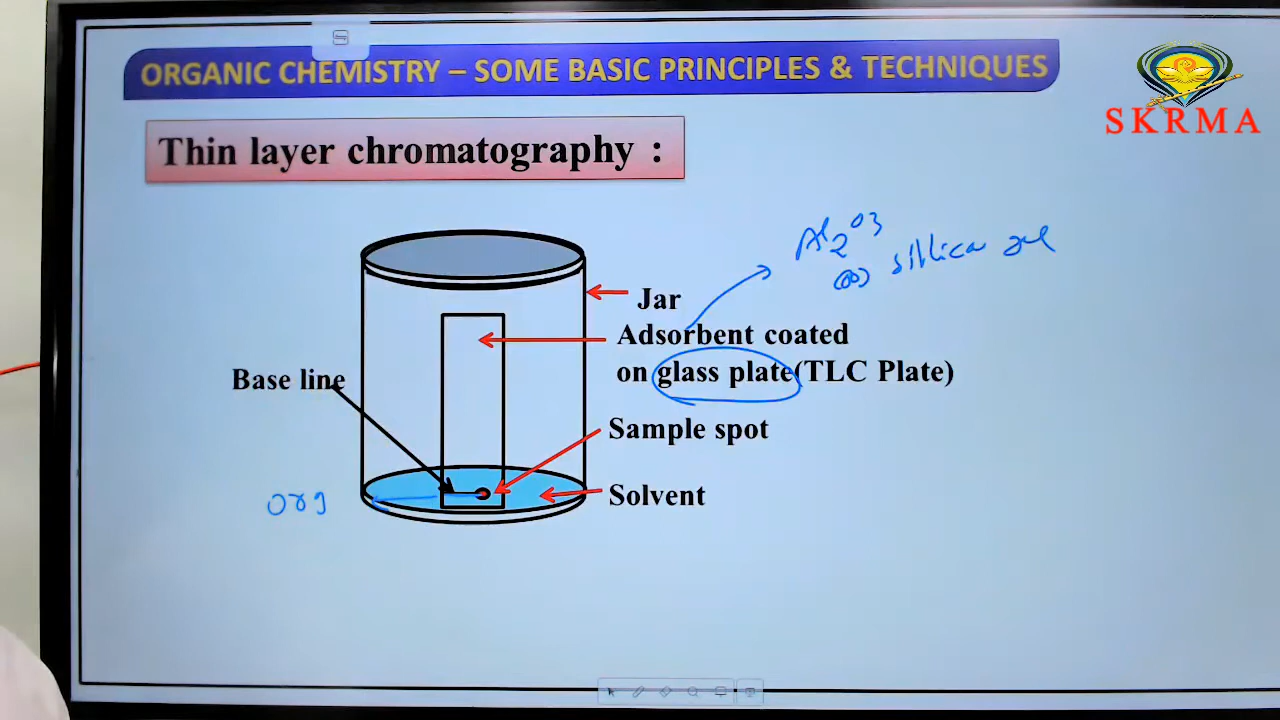 ORGANIC CHEMISTRY – SOME BASIC PRINCIPLES & TECHNIQUES
SKRMA
Thin layer chromatography :
Al2O3
(or) sillica gel
Jar
Adsorbent coated
on glass plate(TLC Plate)
Base line
Sample spot
Solvent
org